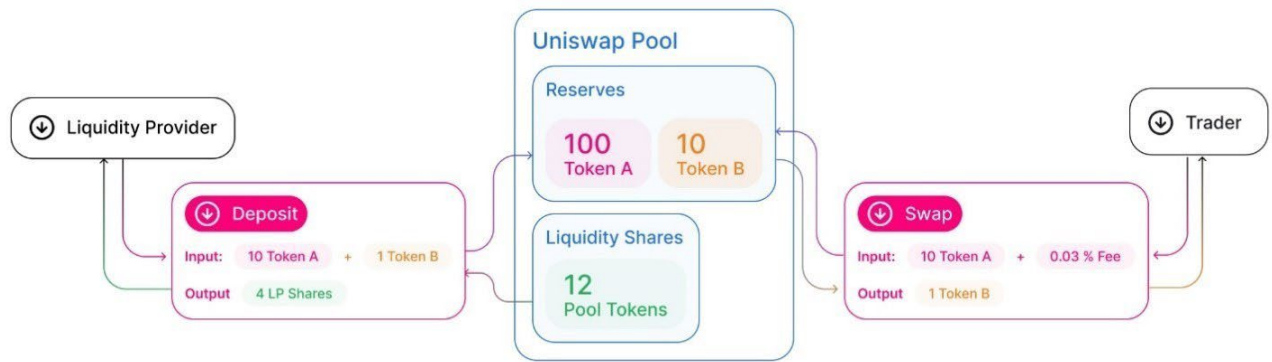 Uniswap Pool
Reserves
100
Token A
10
Token B
Liquidity Shares
12
Pool Tokens
Liquidity Provider
Deposit
Input: 10 Token A + 1 Token B
Output 4 LP Shares
Trader
Swap
Input: 10 Token A + 0.03 % Fee
Output 1 Token B